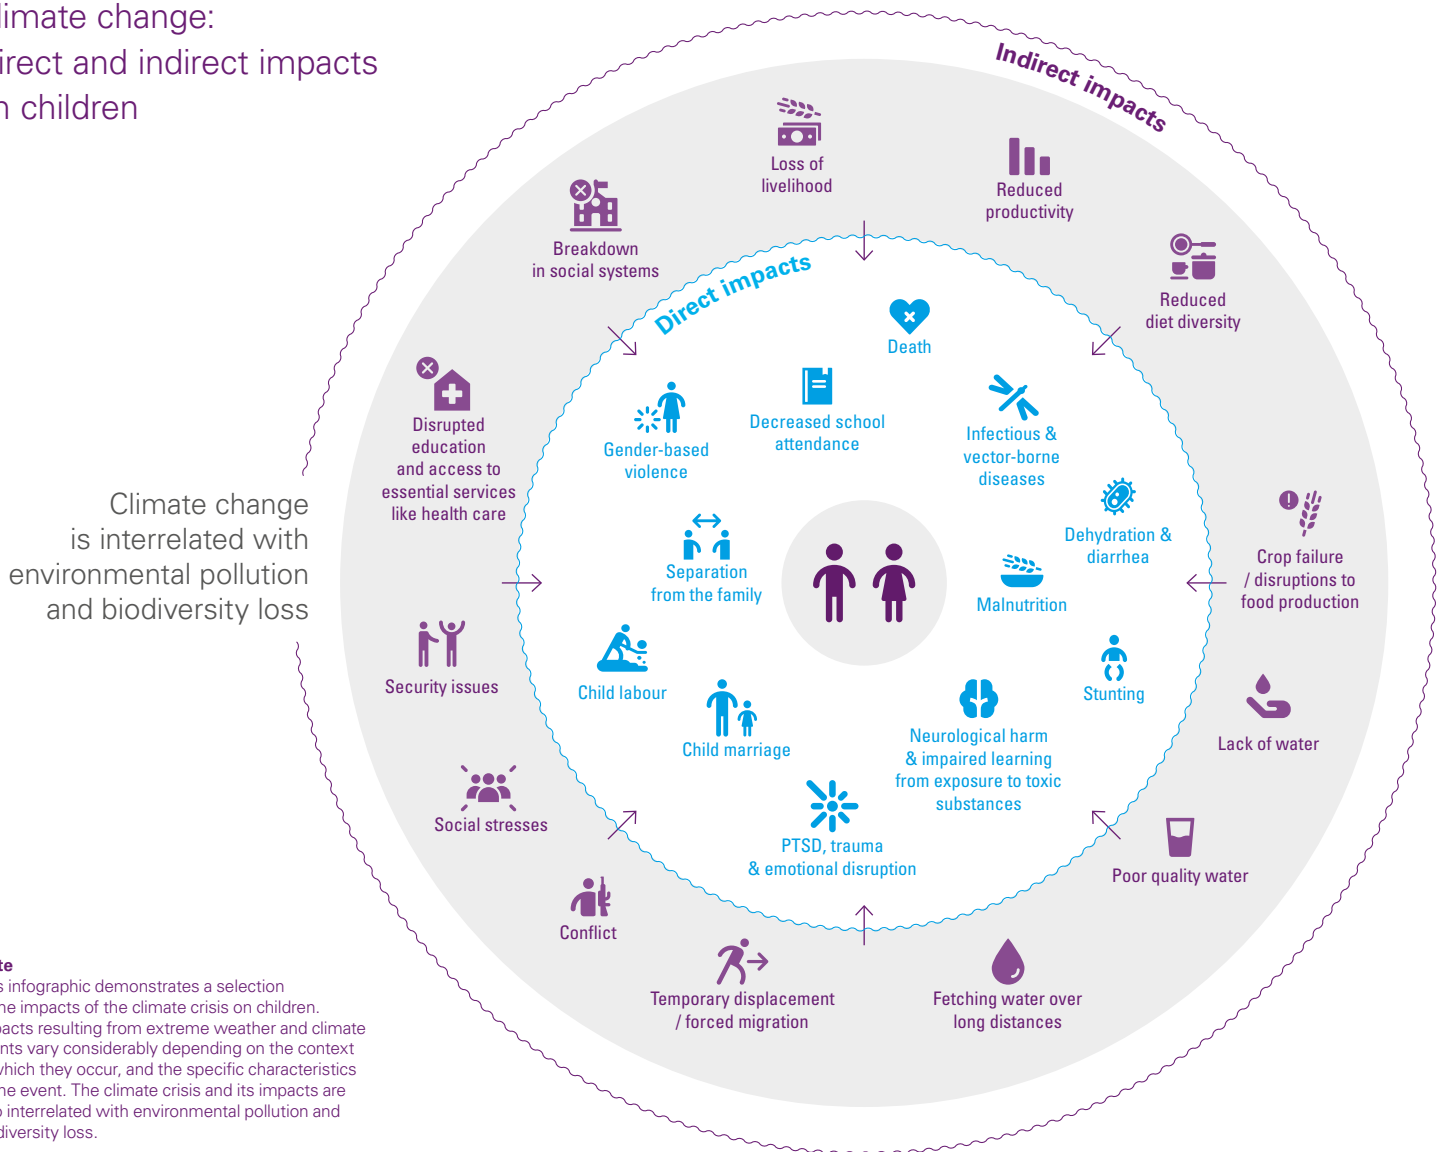 limate change:
irect and indirect impacts
n children
Indirect impacts
Loss of
livelihood
Reduced
productivity
Breakdown
in social systems
Reduced
diet diversity
Direct impacts
Death
Decreased school
attendance
Infectious &
vector-borne
diseases
Gender-based
violence
Disrupted
education
and access to
essential services
like health care
Climate change
is interrelated with
environmental pollution
and biodiversity loss
Dehydration &
diarrhea
Crop failure
/ disruptions to
food production
Separation
from the family
Malnutrition
Security issues
Child labour
Stunting
Child marriage
Neurological harm
& impaired learning
from exposure to toxic
substances
Lack of water
Social stresses
PTSD, trauma
& emotional disruption
Poor quality water
Conflict
Temporary displacement
/ forced migration
Fetching water over
long distances
te
s infographic demonstrates a selection
he impacts of the climate crisis on children.
pacts resulting from extreme weather and climate
nts vary considerably depending on the context
which they occur, and the specific characteristics
he event. The climate crisis and its impacts are
o interrelated with environmental pollution and
diversity loss.